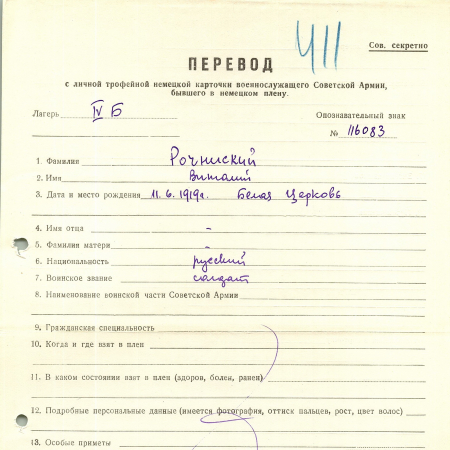 Ч11
Сов. секретно
ПЕРЕВОД
с личной трофейной немецкой карточки военнослужащего Советской Армии,
бывшего в немецком плену.
Лагерь IV Б
Опознавательный знак
№ 116083
1. Фамилия Рочниский
2. Имя Виталий
3. Дата и место рождения 11.6.1919г. Белая Церковь
4. Имя отца -
5. Фамилия матери -
6. Национальность русский
7. Воинское звание солдат
8. Наименование воинской части Советской Армии
9. Гражданская специальность
10. Когда и где взят в плен
11. В каком состоянии взят в плен (здоров, болен, ранен)
12. Подробные персональные данные (имеется фотография, оттиск пальцев, рост, цвет волос)
13. Особые приметы